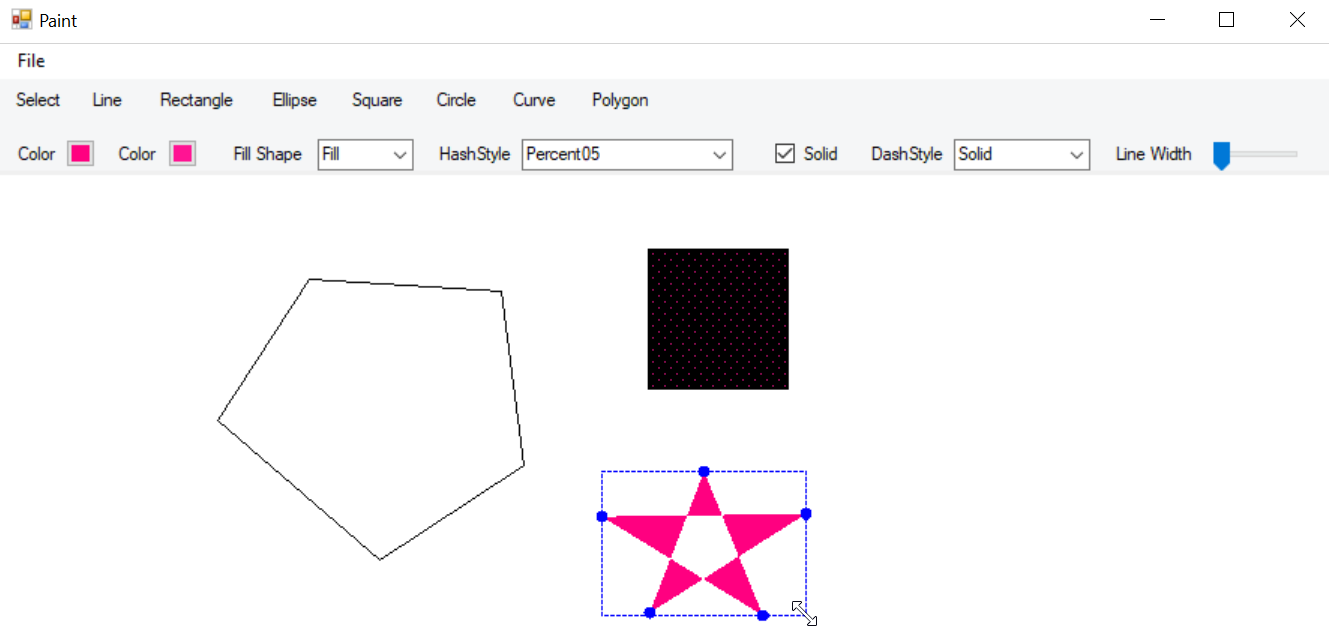 Paint
File
Select Line Rectangle Ellipse Square Circle Curve Polygon
Color Color Fill Shape Fill HashStyle Percent05 Solid DashStyle Solid Line Width